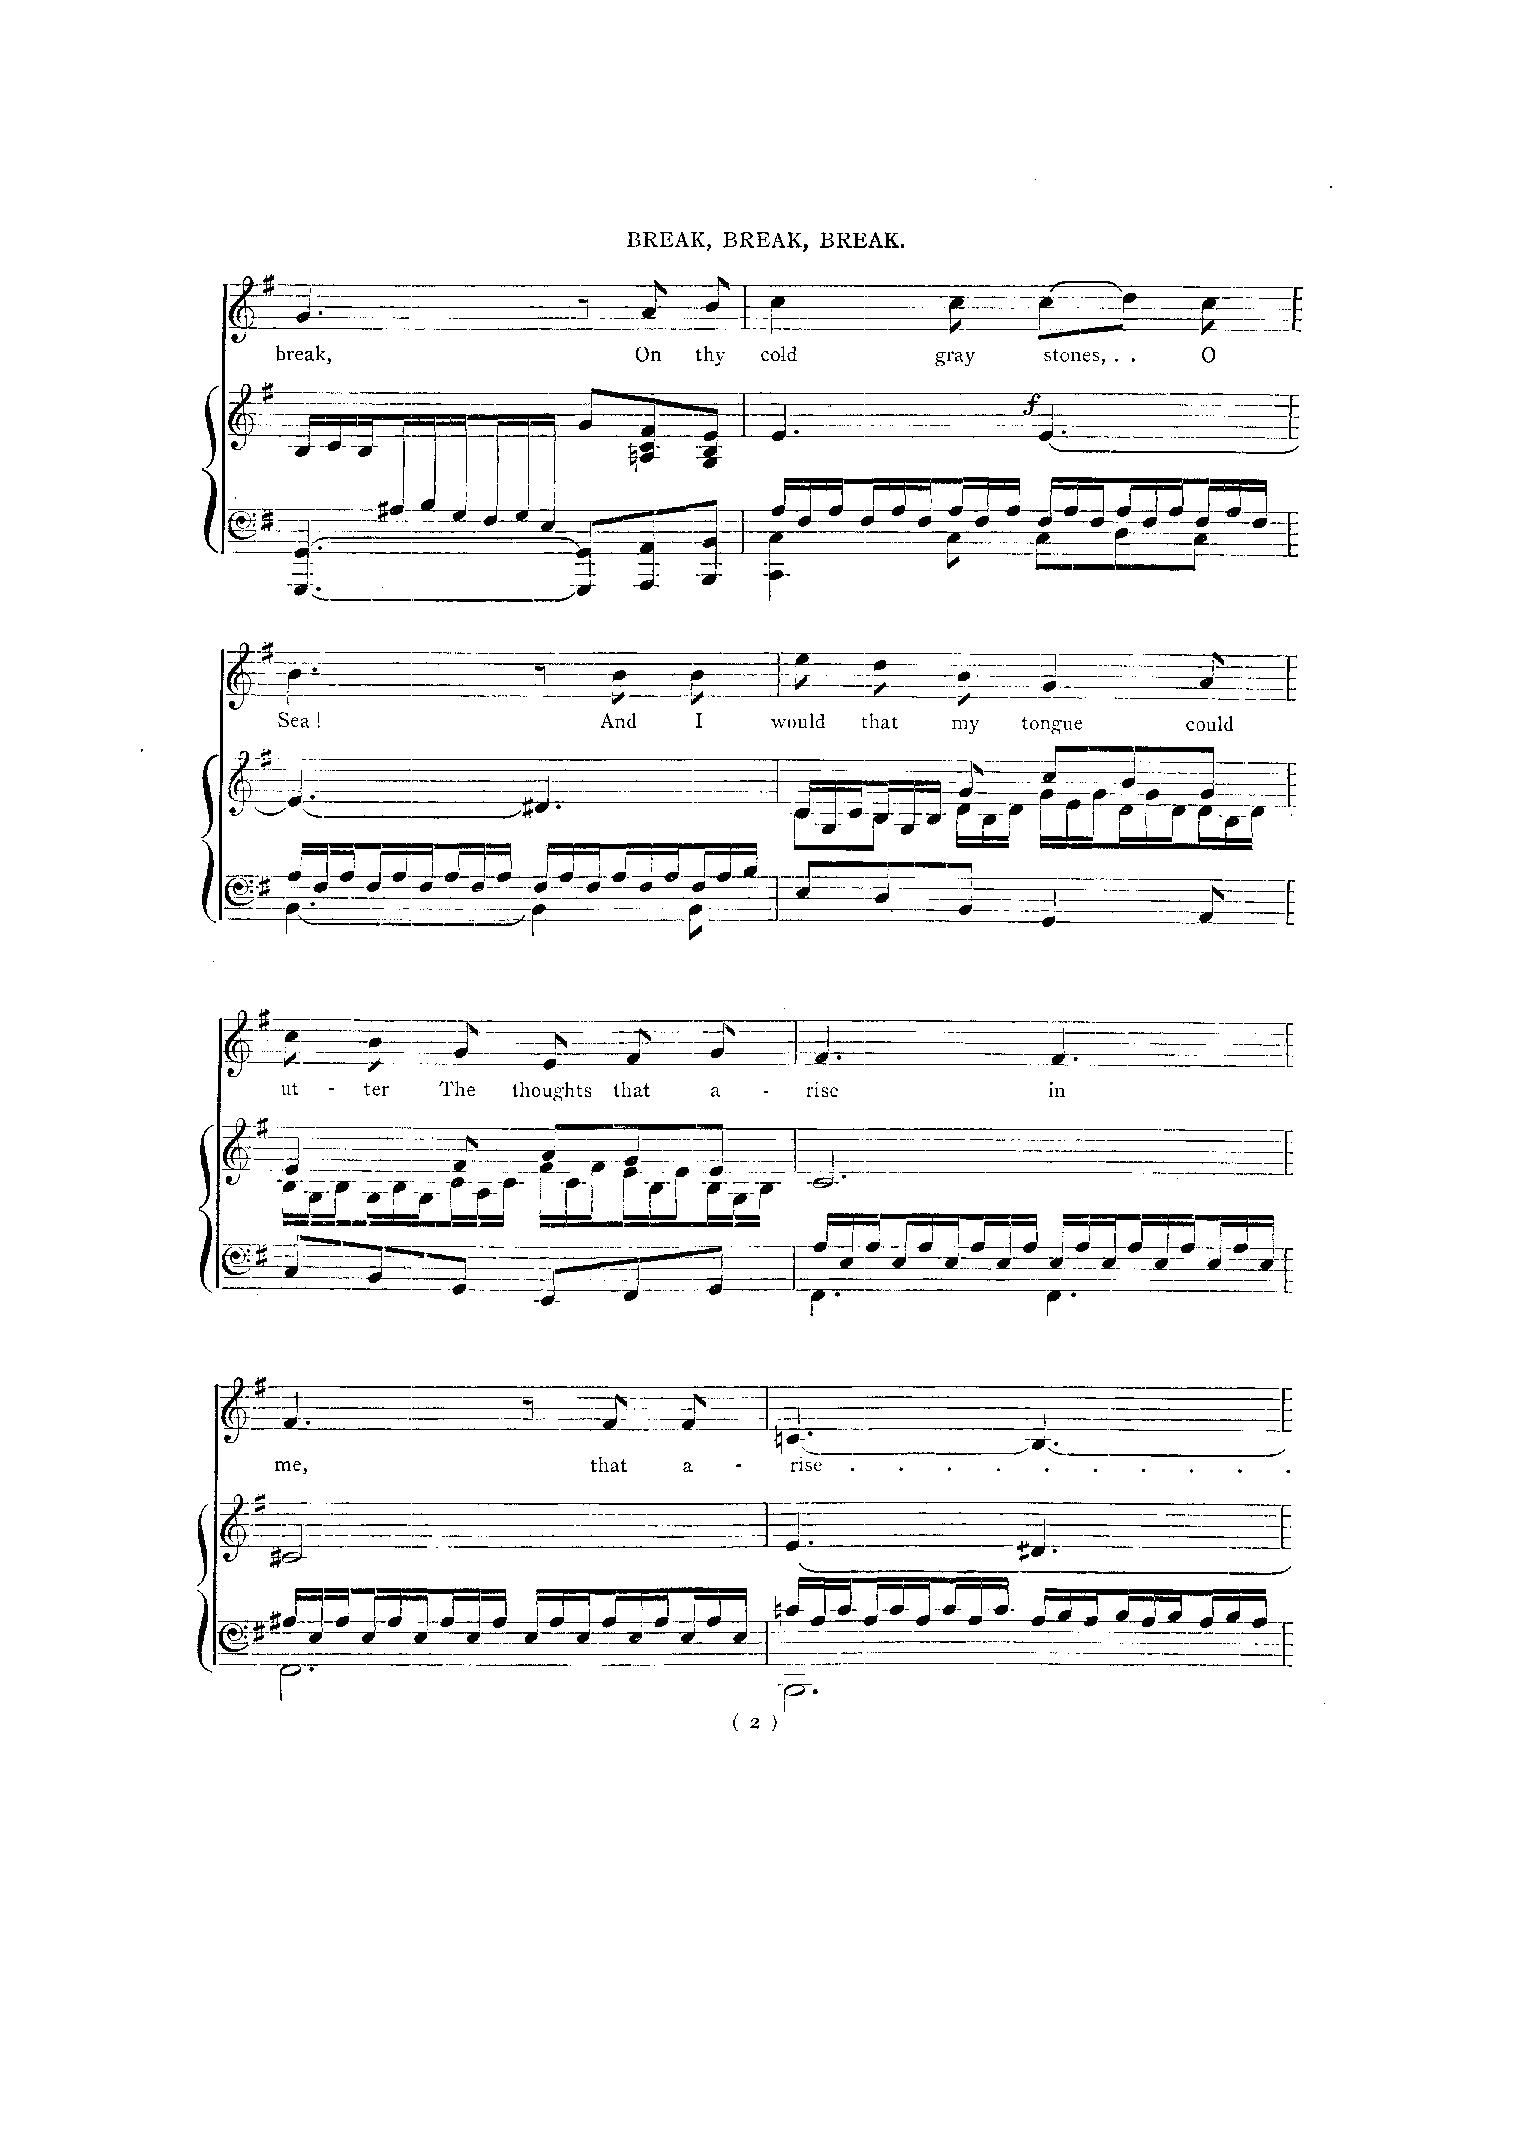 BREAK, BREAK, BREAK.
break, On thy cold gray stones, . . O
f
Sea ! And I would that my tongue could
ut - ter The thoughts that a - rise in
me, that a - rise . . . . . . . . . .
( 2 )